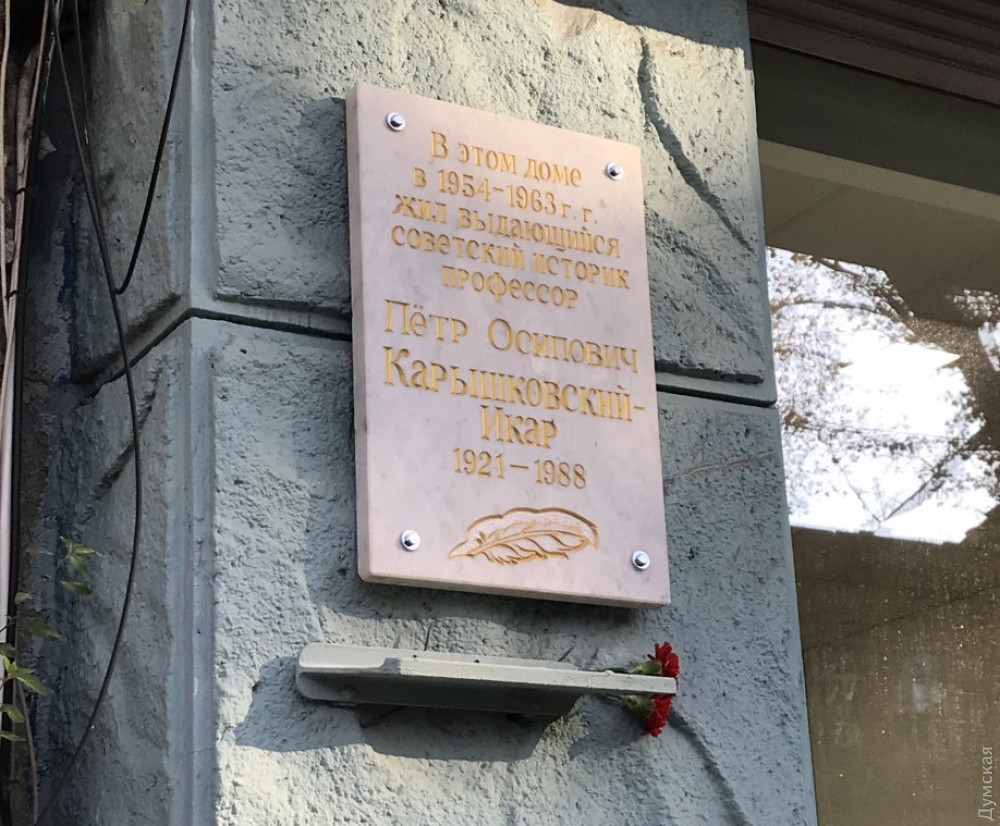 В этом доме
в 1954-1963 г. г.
жил выдающийся
советский историк
профессор
Пётр Осипович
Карышковский-
Икар
1921-1988
Думская